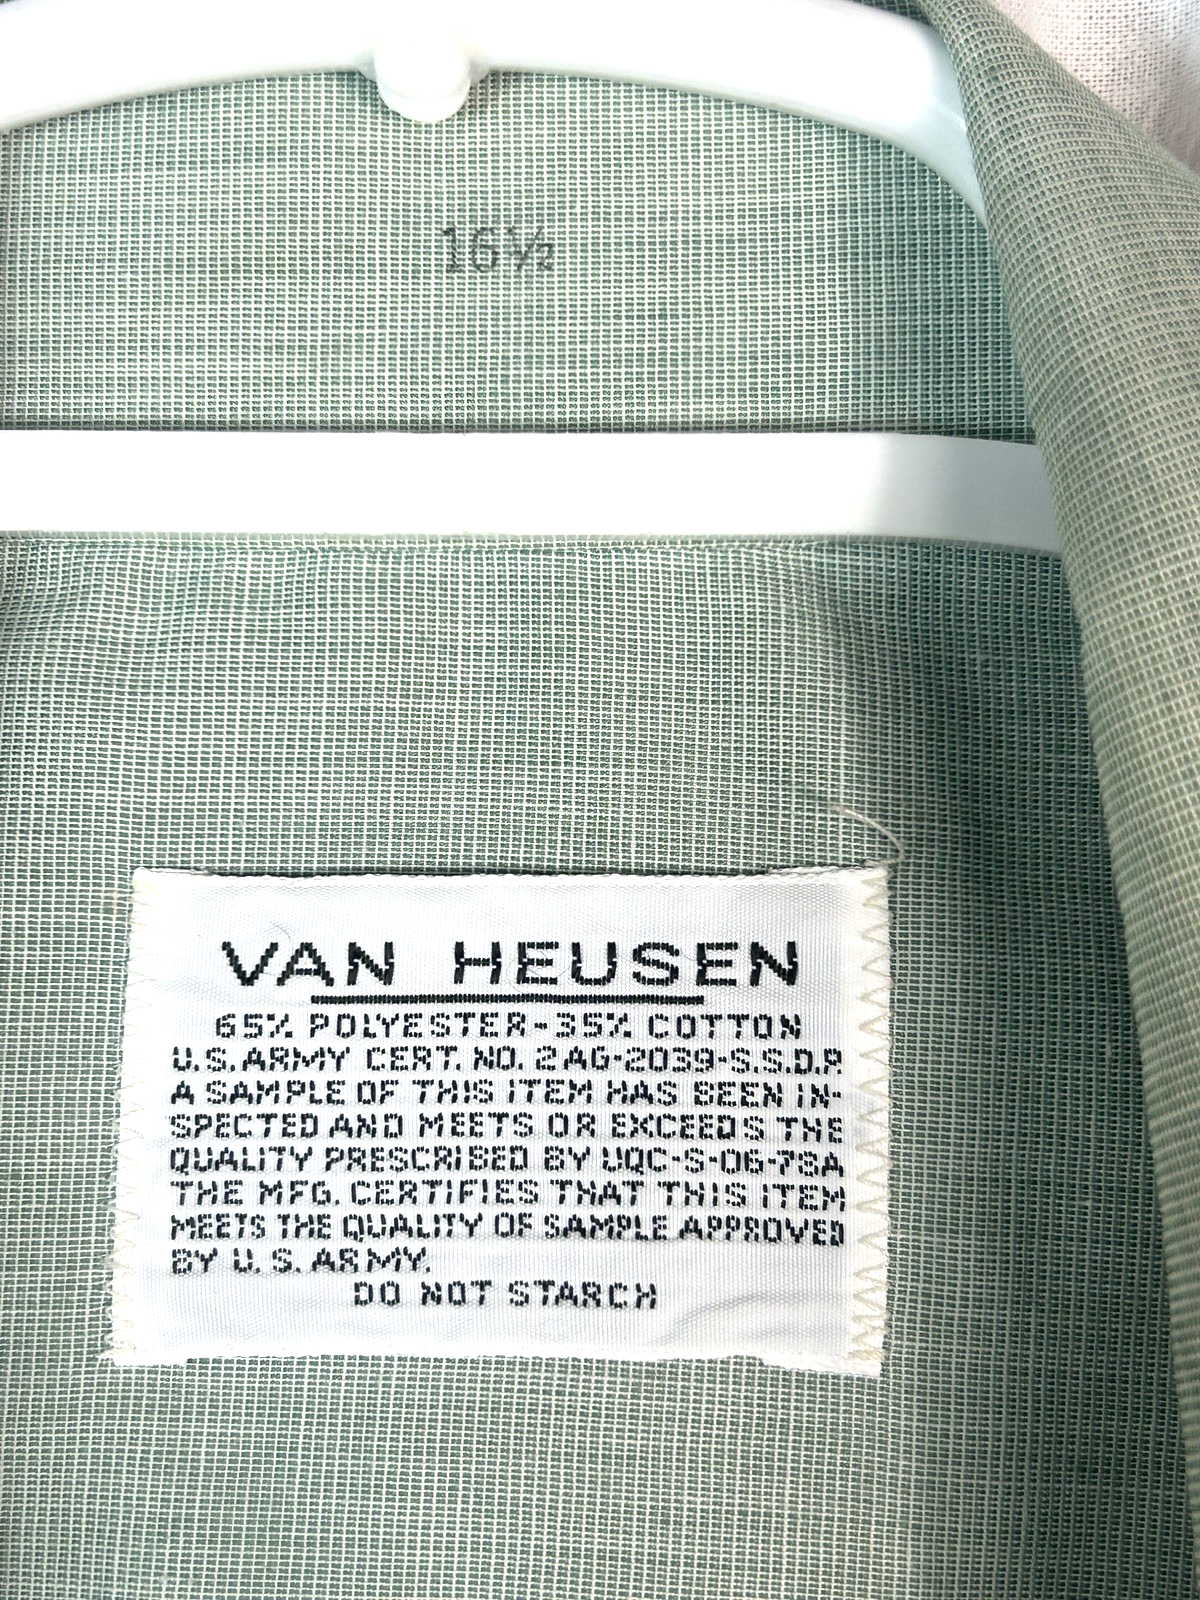 16½
VAN HEUSEN
65% POLYESTER-35% COTTON
U.S. ARMY CERT. NO. 2AG-2039-S.S.D.P.
A SAMPLE OF THIS ITEM HAS BEEN IN-
SPECTED AND MEETS OR EXCEEDS THE
QUALITY PRESCRIBED BY UQC-S-06-73A
THE MFG. CERTIFIES THAT THIS ITEM
MEETS THE QUALITY OF SAMPLE APPROVED
BY U.S. ARMY.
DO NOT STARCH